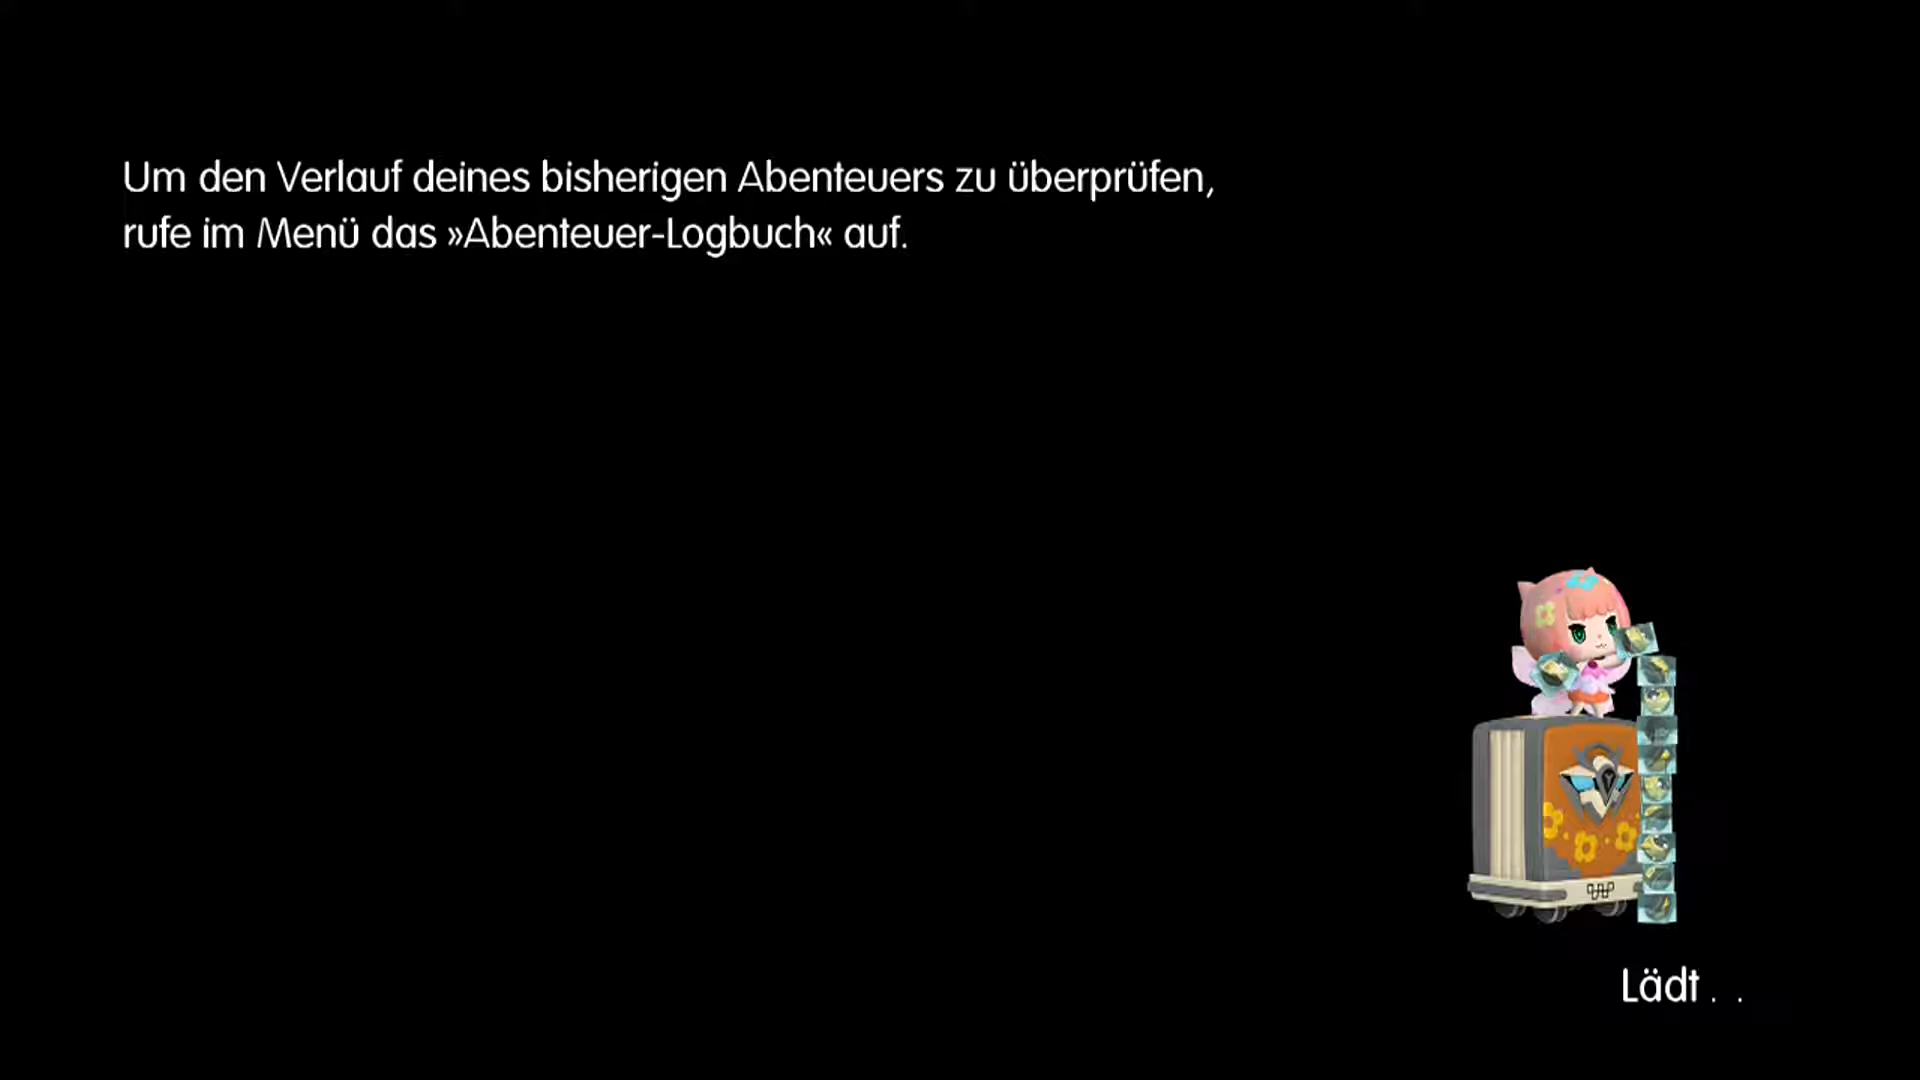 Um den Verlauf deines bisherigen Abenteuers zu überprüfen,
rufe im Menü das »Abenteuer-Logbuch« auf.
Lädt . .